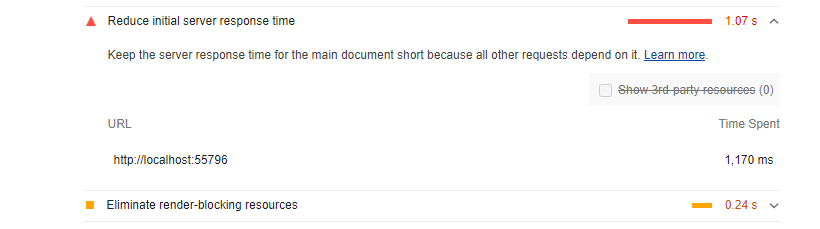 Reduce initial server response time 1.07 s
Keep the server response time for the main document short because all other requests depend on it. Learn more.
Show 3rd-party resources (0)
URL Time Spent
http://localhost:55796 1,170 ms
Eliminate render-blocking resources 0.24 s